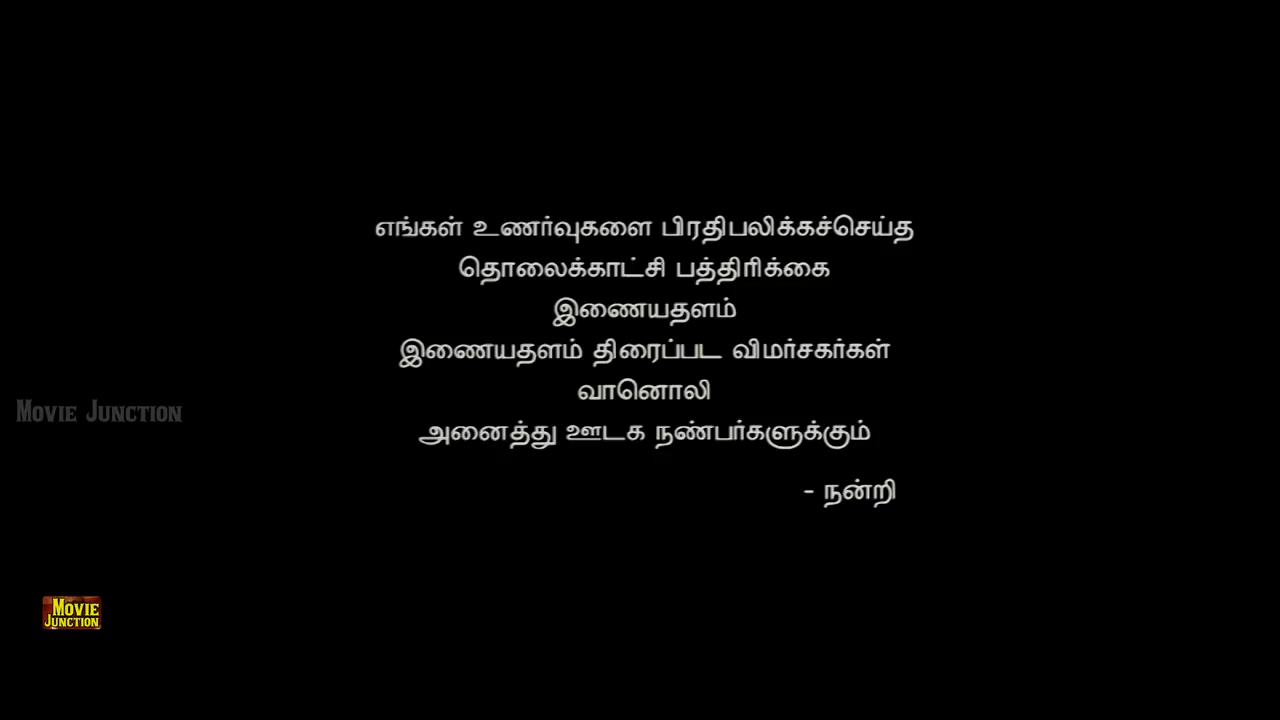 எங்கள் உணர்வுகளை பிரதிபலிக்கச்செய்த
தொலைக்காட்சி பத்திரிக்கை
இணையதளம்
இணையதளம் திரைப்பட விமர்சகர்கள்
வானொலி
MOVIE JUNCTION
அனைத்து ஊடக நண்பர்களுக்கும்
- நன்றி
MOVIE
JUNCTION